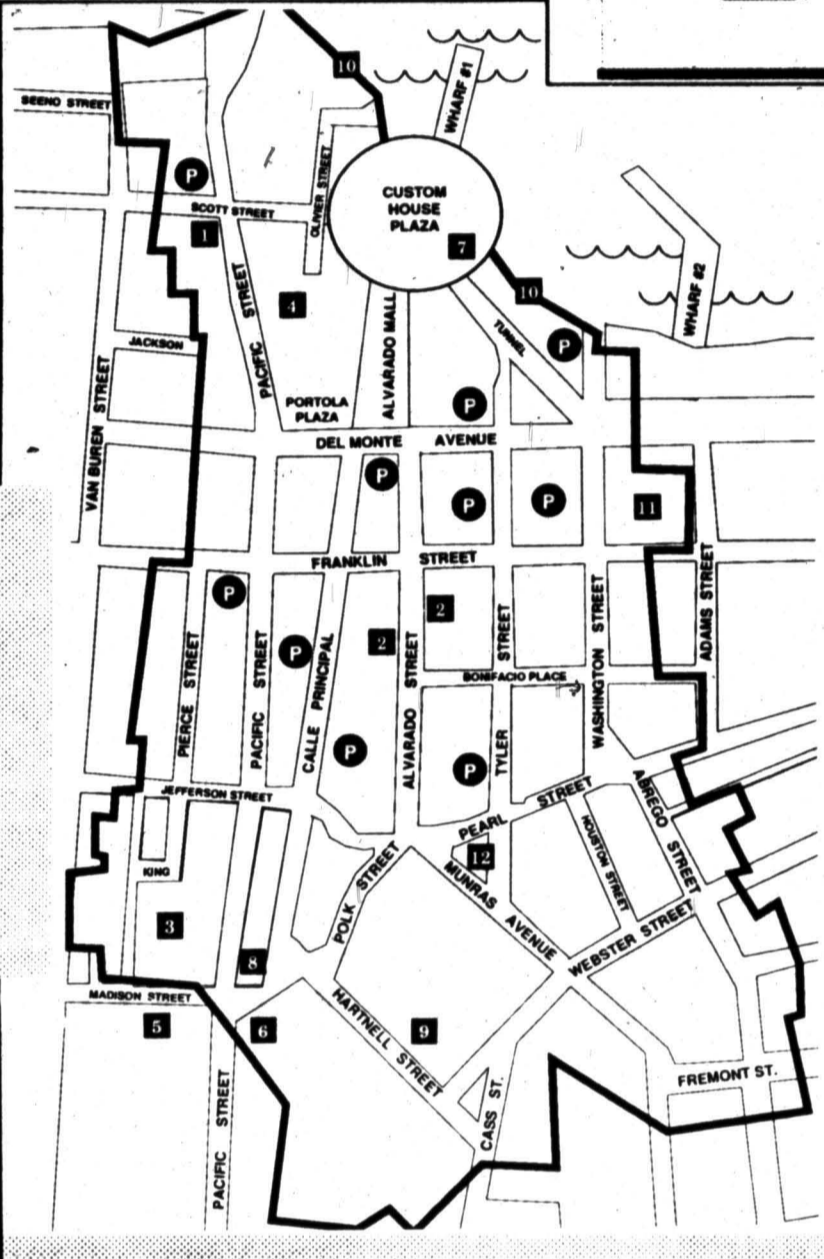 10
WHARF #1
SEENO STREET
P
OLIVIER STREET
CUSTOM
HOUSE
PLAZA
SCOTT STREET
1
7
10
WHARF #2
PACIFIC STREET
4
ALVARADO MALL
TUNNEL
P
JACKSON
VAN BUREN STREET
PORTOLA
PLAZA
P
DEL MONTE AVENUE
P
P
P
11
FRANKLIN STREET
P
2
2
P
PIERCE STREET
PACIFIC STREET
CALLE PRINCIPAL
ALVARADO STREET
TYLER STREET
WASHINGTON STREET
ADAMS STREET
BONIFACIO PLACE
P
P
JEFFERSON STREET
PEARL STREET
HOUSTON STREET
ABREGO STREET
12
KING
POLK STREET
MUNRAS AVENUE
WEBSTER STREET
3
8
MADISON STREET
5
6
HARTNELL STREET
9
PACIFIC STREET
CASS ST.
FREMONT ST.